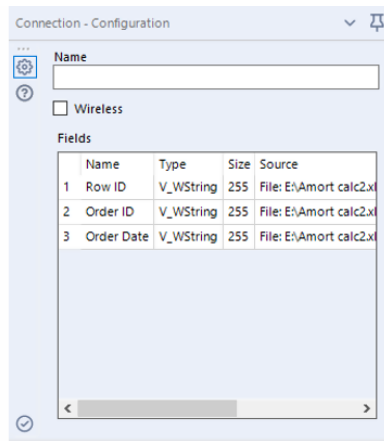 Connection - Configuration
Name
Wireless
Fields
Name Type Size Source
1 Row ID V_WString 255 File: E:\Amort calc2.xl
2 Order ID V_WString 255 File: E:\Amort calc2.xl
3 Order Date V_WString 255 File: E:\Amort calc2.xl